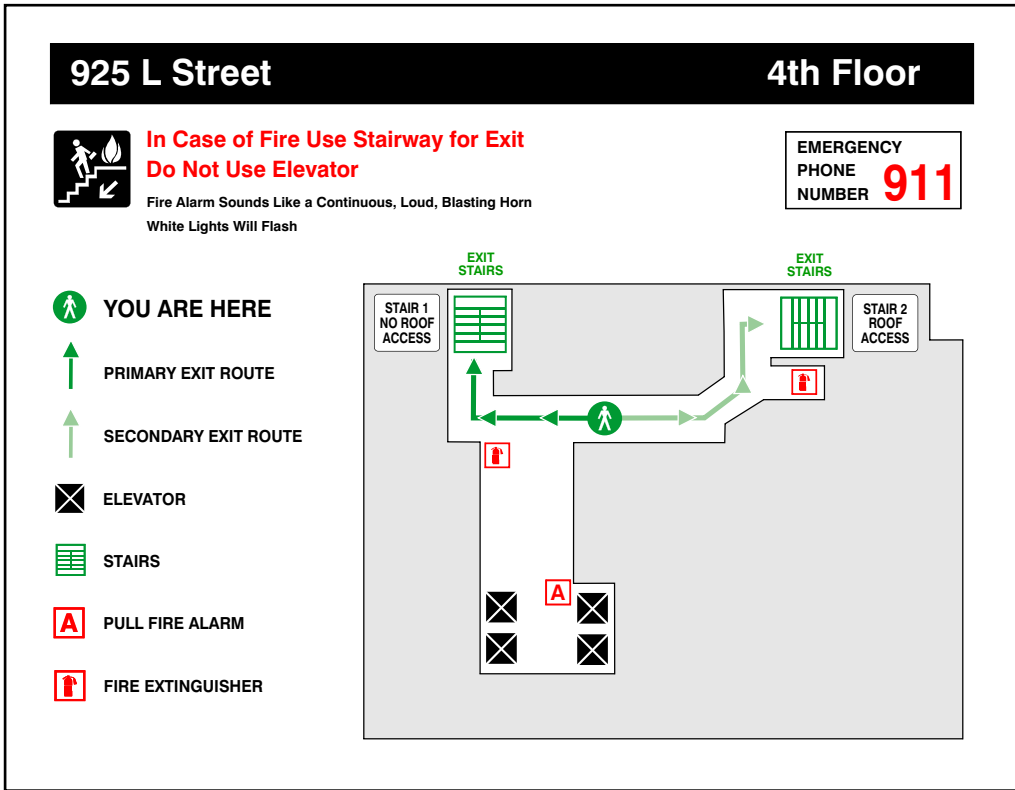 925 L Street
4th Floor
In Case of Fire Use Stairway for Exit
Do Not Use Elevator
Fire Alarm Sounds Like a Continuous, Loud, Blasting Horn
White Lights Will Flash
EMERGENCY
PHONE
NUMBER 911
YOU ARE HERE
PRIMARY EXIT ROUTE
SECONDARY EXIT ROUTE
ELEVATOR
STAIRS
A PULL FIRE ALARM
FIRE EXTINGUISHER
EXIT
STAIRS
STAIR 1
NO ROOF
ACCESS
EXIT
STAIRS
STAIR 2
ROOF
ACCESS
A